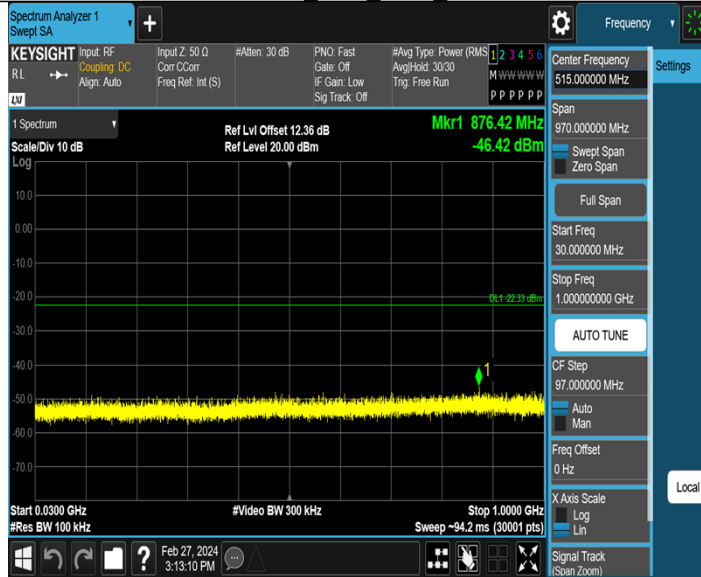 Spectrum Analyzer 1
Swept SA
Frequency
KEYSIGHT
RL
LXI
Input: RF
Coupling: DC
Align: Auto
Input Z: 50 Ω
Corr CCorr
Freq Ref: Int (S)
#Atten: 30 dB
PNO: Fast
Gate: Off
IF Gain: Low
Sig Track: Off
#Avg Type: Power (RMS
Avg|Hold: 30/30
Trig: Free Run
1 2 3 4 5 6
M W W W W W
P P P P P P
1 Spectrum
Scale/Div 10 dB
Log
Ref Lvl Offset 12.36 dB
Ref Level 20.00 dBm
Mkr1 876.42 MHz
-46.42 dBm
10.0
0.00
-10.0
-20.0
DL1 -22.33 dBm
-30.0
-40.0
1
-50.0
-60.0
-70.0
Start 0.0300 GHz
#Res BW 100 kHz
#Video BW 300 kHz
Stop 1.0000 GHz
Sweep ~94.2 ms (30001 pts)
Feb 27, 2024
3:13:10 PM
?
Center Frequency
515.000000 MHz
Span
970.000000 MHz
Swept Span
Zero Span
Full Span
Start Freq
30.000000 MHz
Stop Freq
1.000000000 GHz
AUTO TUNE
CF Step
97.000000 MHz
Auto
Man
Freq Offset
0 Hz
X Axis Scale
Log
Lin
Signal Track
(Span Zoom)
Settings
Local